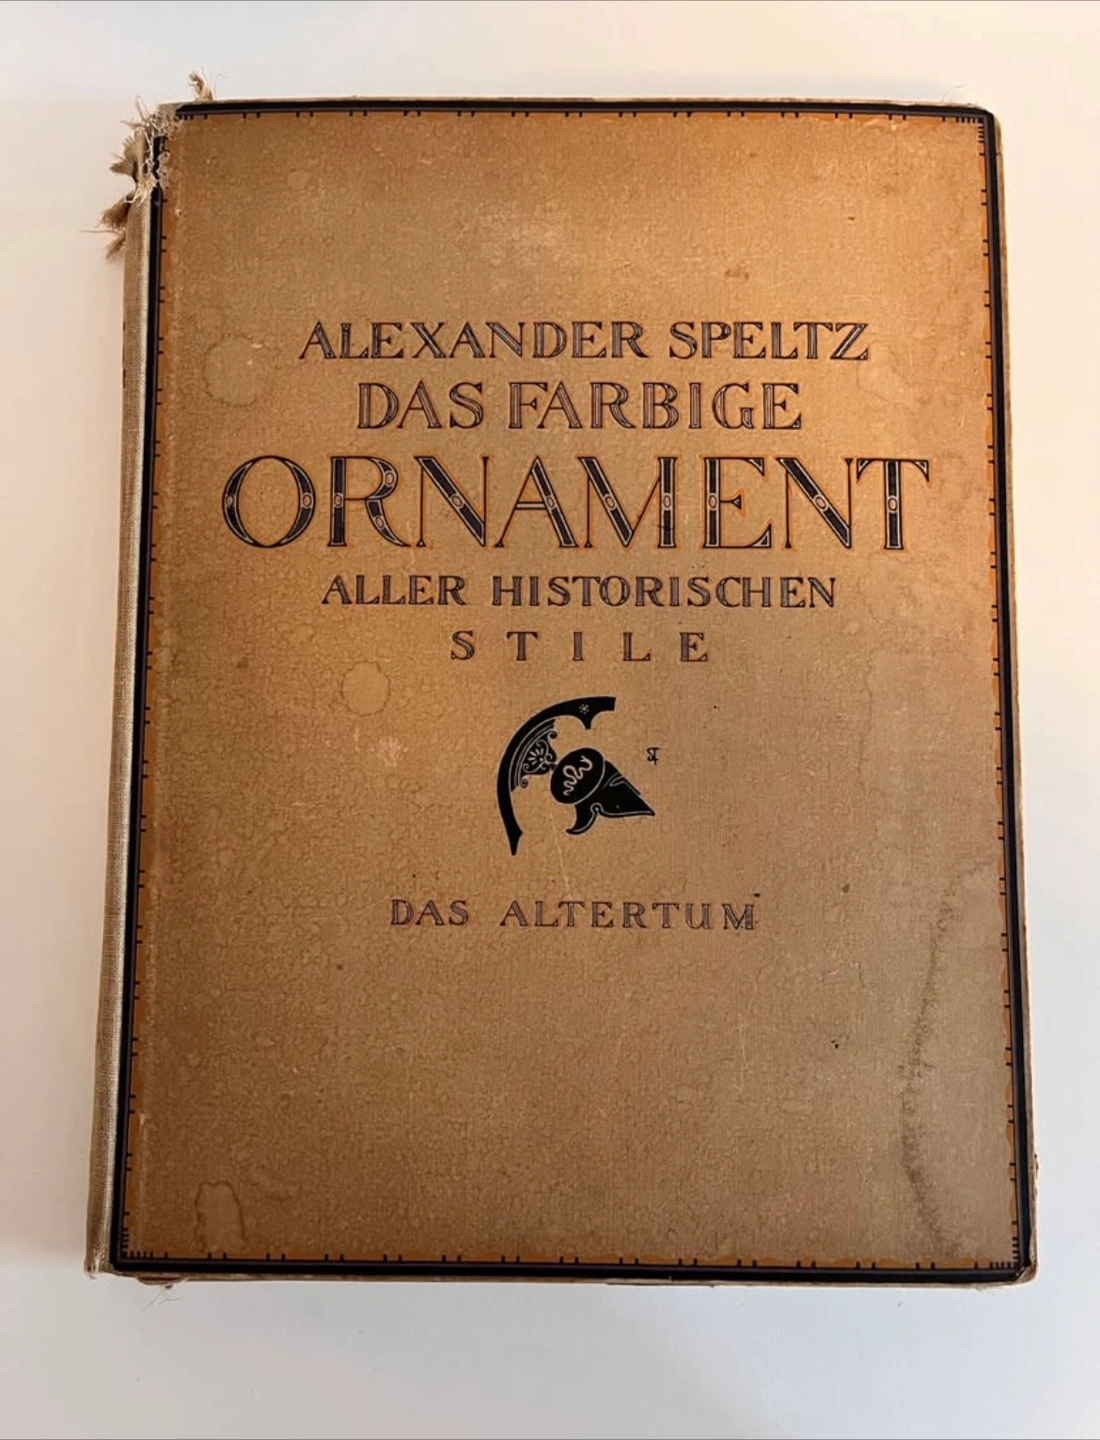 ALEXANDER SPELTZ
DAS FARBIGE
ORNAMENT
ALLER HISTORISCHEN
STILE
DAS ALTERTUM